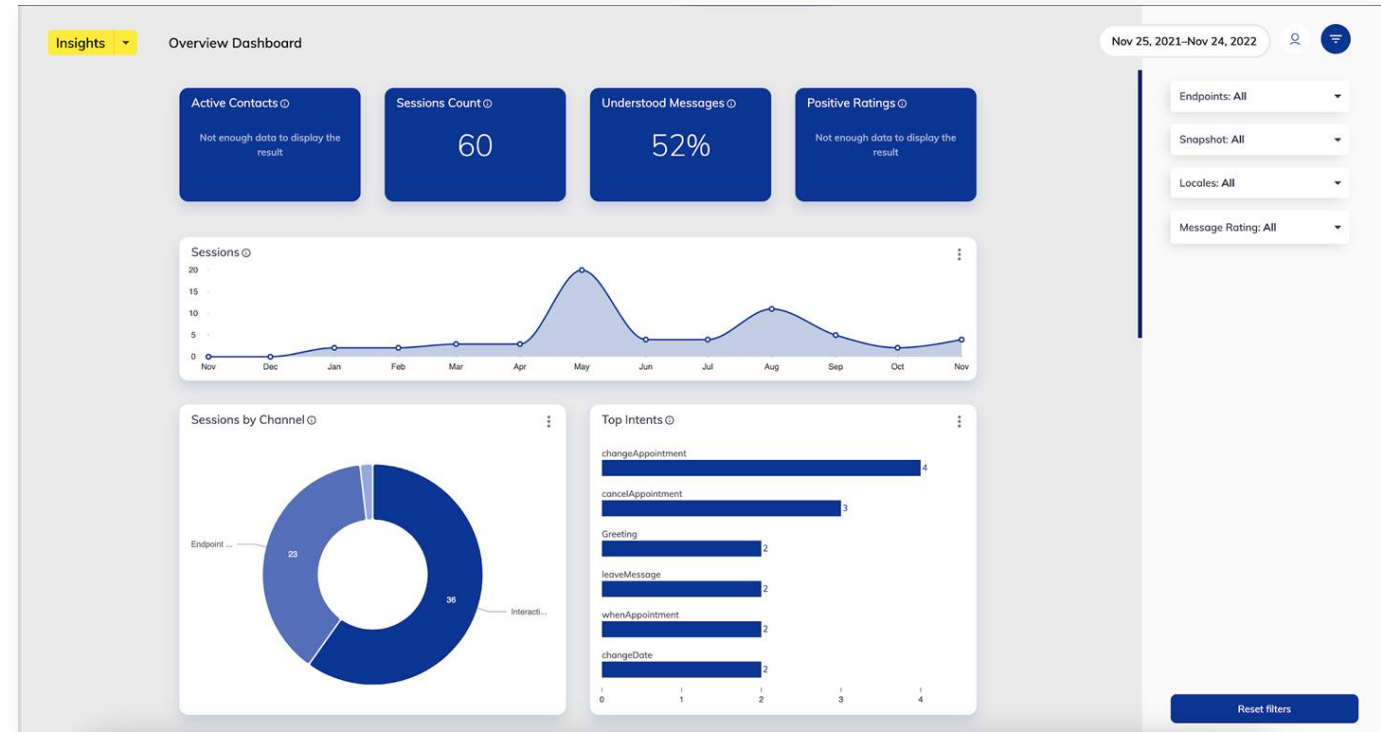 Insights
Overview Dashboard
Nov 25, 2021–Nov 24, 2022
Active Contacts
Not enough data to display the
result
Sessions Count
60
Understood Messages
52%
Positive Ratings
Not enough data to display the
result
Endpoints: All
Snapshot: All
Locales: All
Message Rating: All
Sessions
20
15
10
5
0
Nov Dec Jan Feb Mar Apr May Jun Jul Aug Sep Oct Nov
Sessions by Channel
Endpoint ...
23
36
Interacti...
Top Intents
changeAppointment
4
cancelAppointment
3
Greeting
2
leaveMessage
2
whenAppointment
2
changeDate
2
0 1 2 3 4
Reset filters